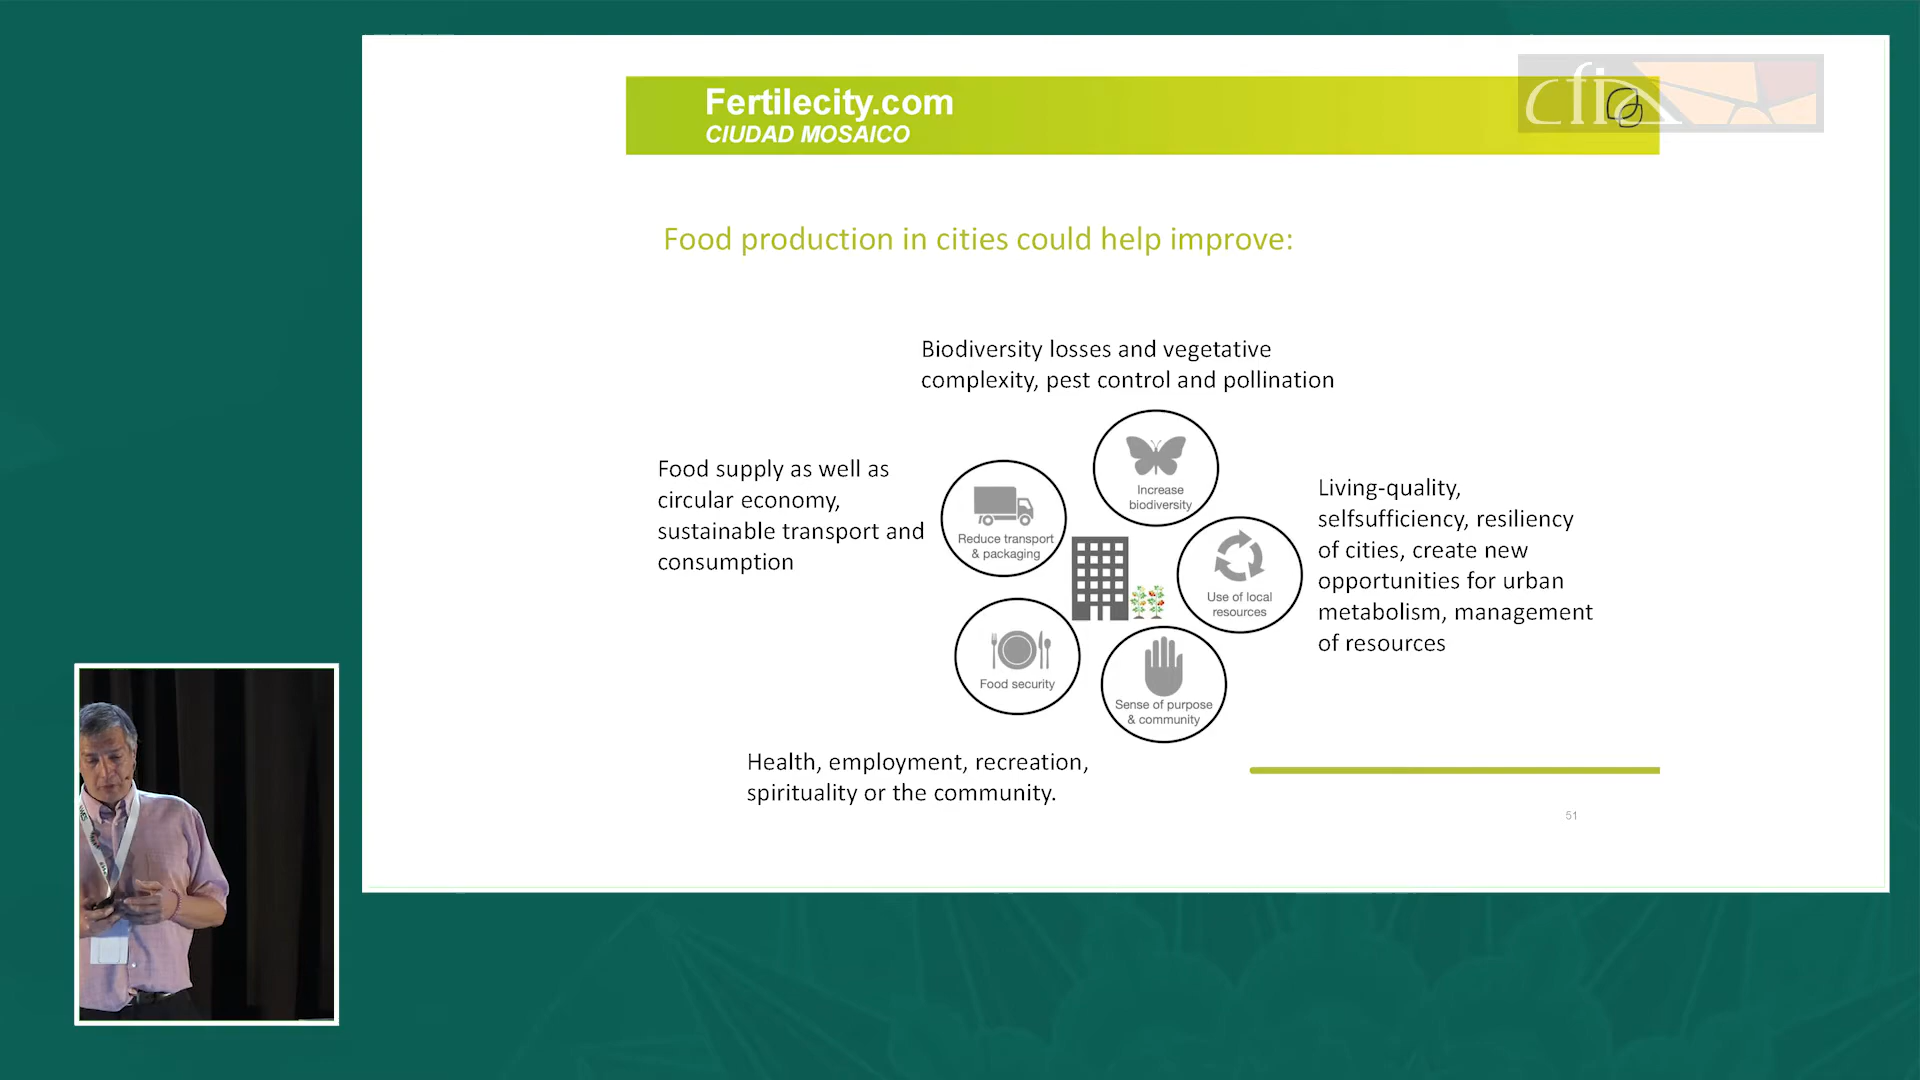 Fertilecity.com
CIUDAD MOSAICO
cfia
Food production in cities could help improve:
Biodiversity losses and vegetative
complexity, pest control and pollination
Food supply as well as
circular economy,
sustainable transport and
consumption
Increase
biodiversity
Reduce transport
& packaging
Living-quality,
selfsufficiency, resiliency
of cities, create new
opportunities for urban
metabolism, management
of resources
Use of local
resources
Food security
Sense of purpose
& community
Health, employment, recreation,
spirituality or the community.
51